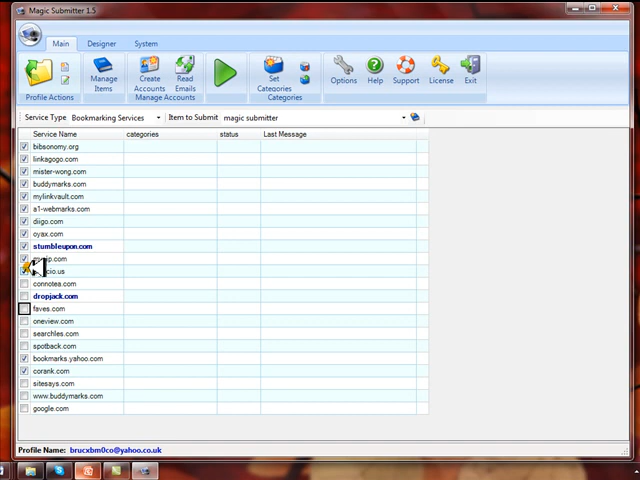 Magic Submitter 1.5
Main Designer System
Manage Items
Create Accounts
Read Emails
Set Categories
Options
Help
Support
License
Exit
Profile Actions
Manage Accounts
Categories
Service Type Bookmarking Services Item to Submit magic submitter
Service Name categories status Last Message
bibsonomy.org
linkagogo.com
mister-wong.com
buddymarks.com
mylinkvault.com
a1-webmarks.com
diigo.com
oyax.com
stumbleupon.com
connotea.com
dropjack.com
faves.com
oneview.com
searchles.com
spotback.com
bookmarks.yahoo.com
corank.com
sitesays.com
www.buddymarks.com
google.com
Profile Name: brucxbm0co@yahoo.co.uk